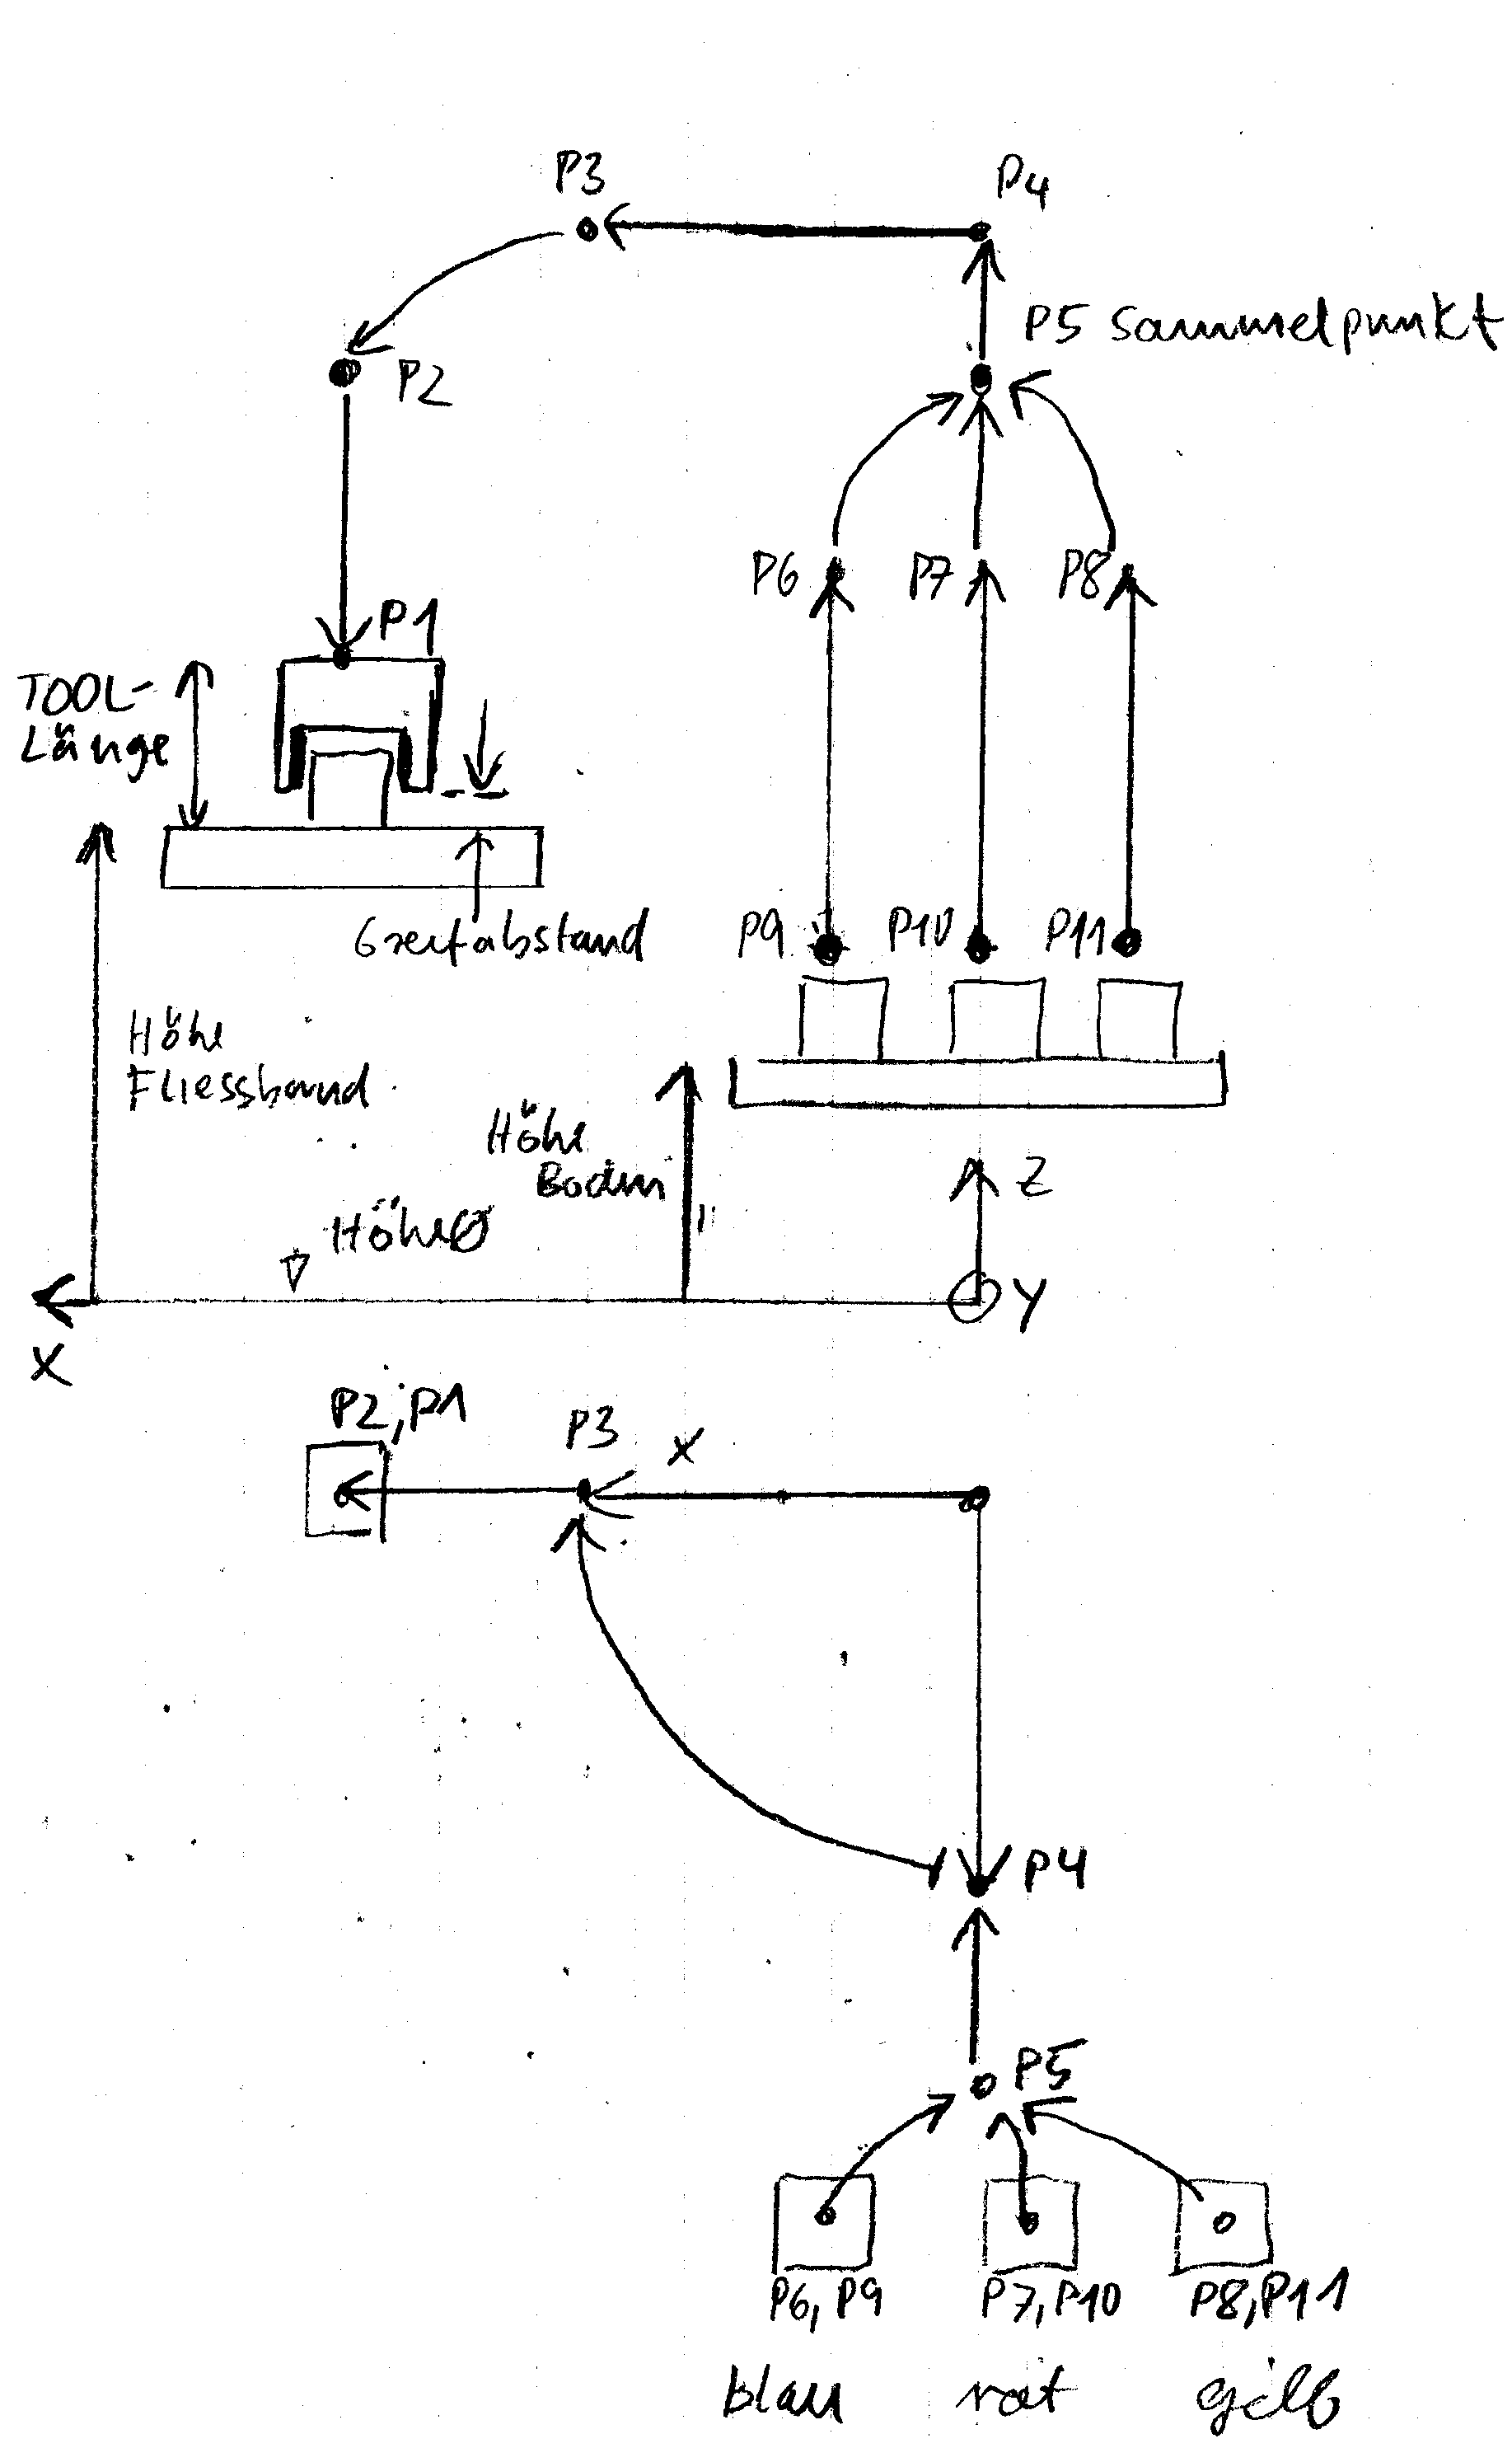 P3
P4
P5 Sammelpunkt
P2
P6 P7 P8
P1
TOOL-
Länge
P9 P10 P11
Greifabstand
Höhe
Fliessband
Höhe
Boden
Z
Höhe 0
Y
X
P2, P1
P3
X
P4
P5
P6, P9 P7, P10 P8, P11
blau rot gelb